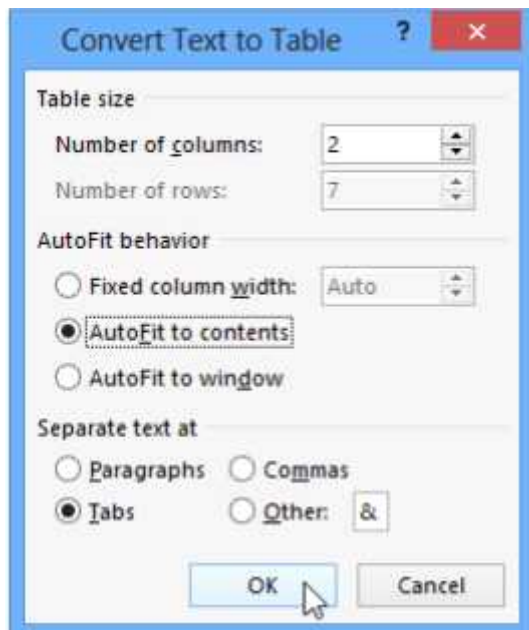 Convert Text to Table ?
Table size
Number of columns: 2
Number of rows: 7
AutoFit behavior
Fixed column width: Auto
AutoFit to contents
AutoFit to window
Separate text at
Paragraphs Commas
Tabs Other: &
OK Cancel